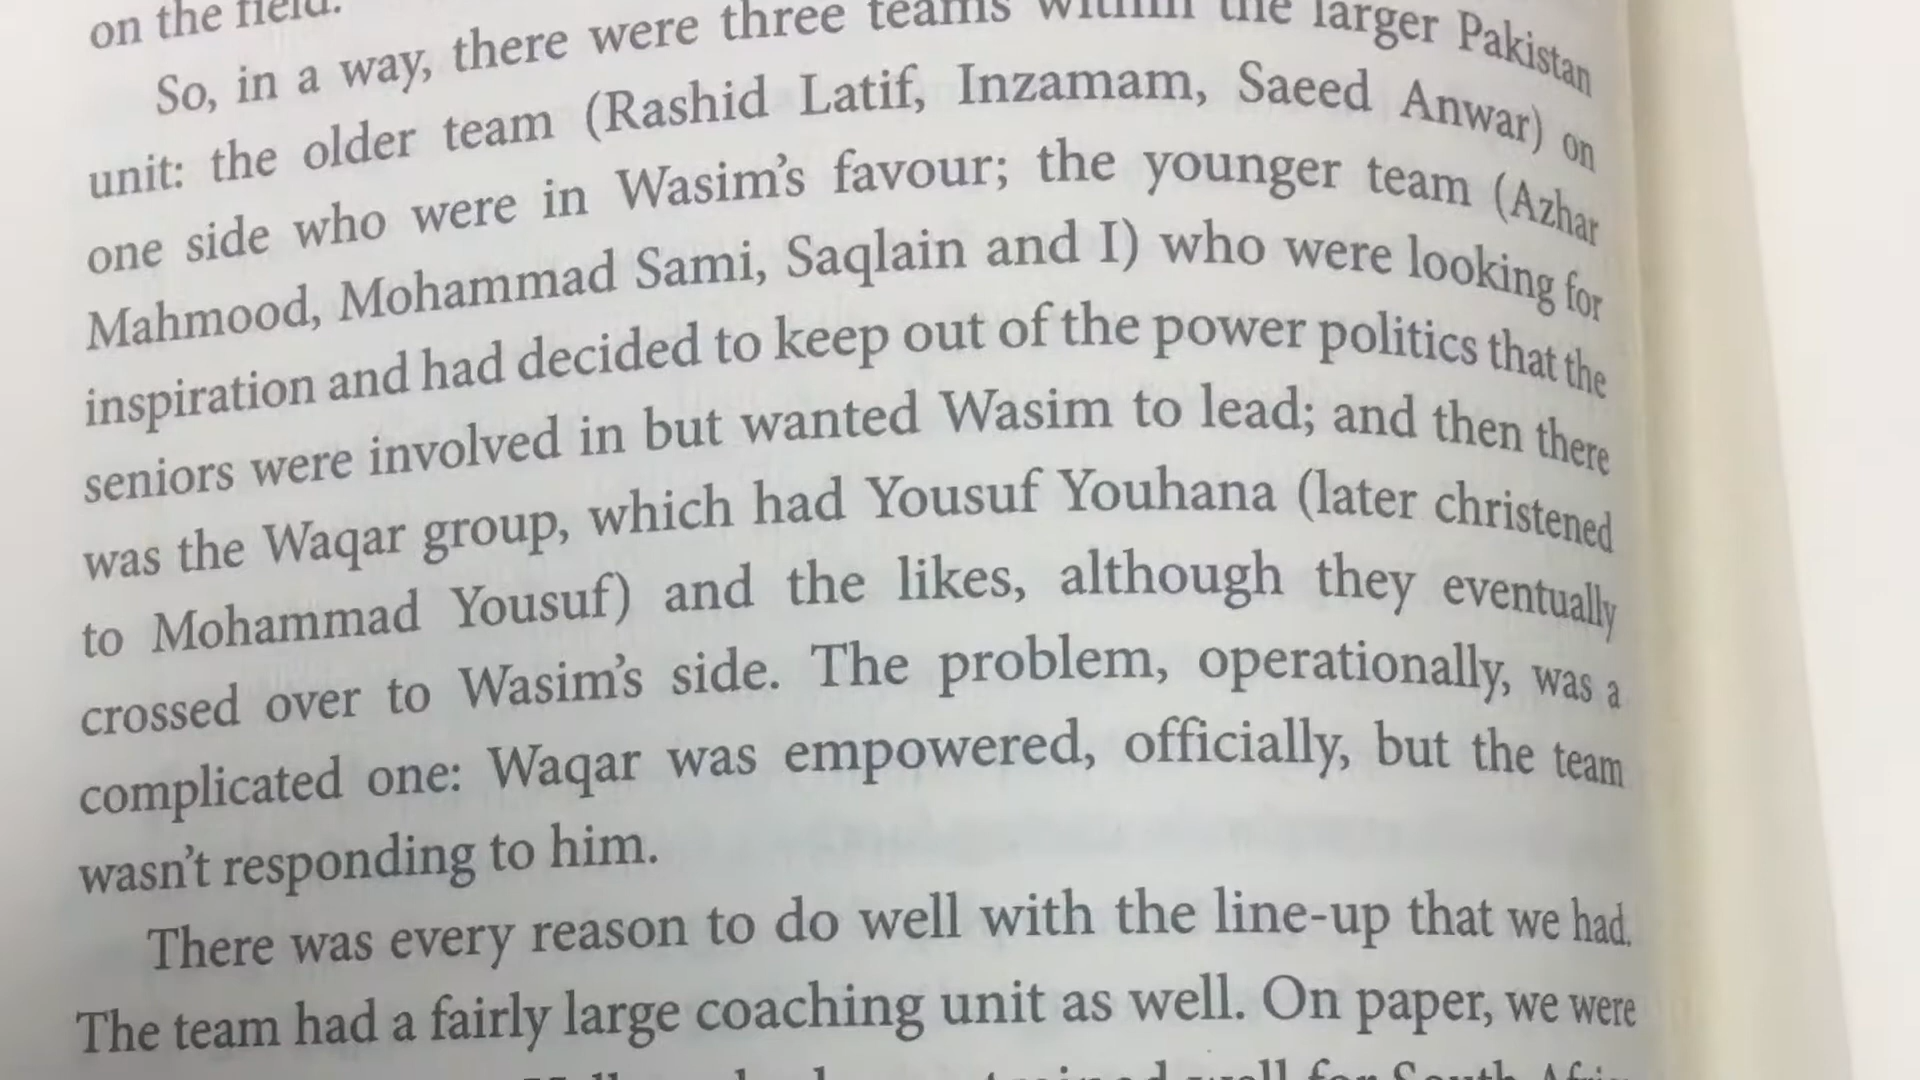 on the field.
So, in a way, there were three teams within the larger Pakistan
unit: the older team (Rashid Latif, Inzamam, Saeed Anwar) on
one side who were in Wasim's favour; the younger team (Azhar
Mahmood, Mohammad Sami, Saqlain and I) who were looking for
inspiration and had decided to keep out of the power politics that the
seniors were involved in but wanted Wasim to lead; and then there
was the Waqar group, which had Yousuf Youhana (later christened
to Mohammad Yousuf) and the likes, although they eventually
crossed over to Wasim's side. The problem, operationally, was a
complicated one: Waqar was empowered, officially, but the team
wasn't responding to him.
There was every reason to do well with the line-up that we had.
The team had a fairly large coaching unit as well. On paper, we were
well for South